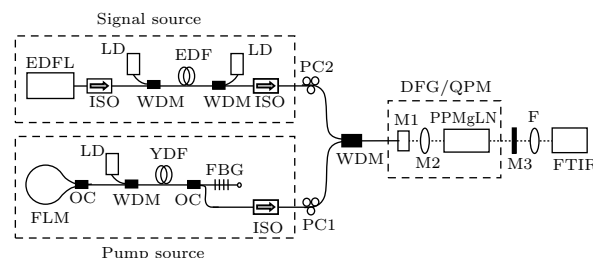 Signal source
EDFL
ISO
LD
WDM
EDF
WDM
LD
ISO
PC2
Pump source
FLM
OC
LD
WDM
YDF
OC
FBG
ISO
PC1
WDM
DFG/QPM
M1
M2
PPMgLN
M3
F
FTIR